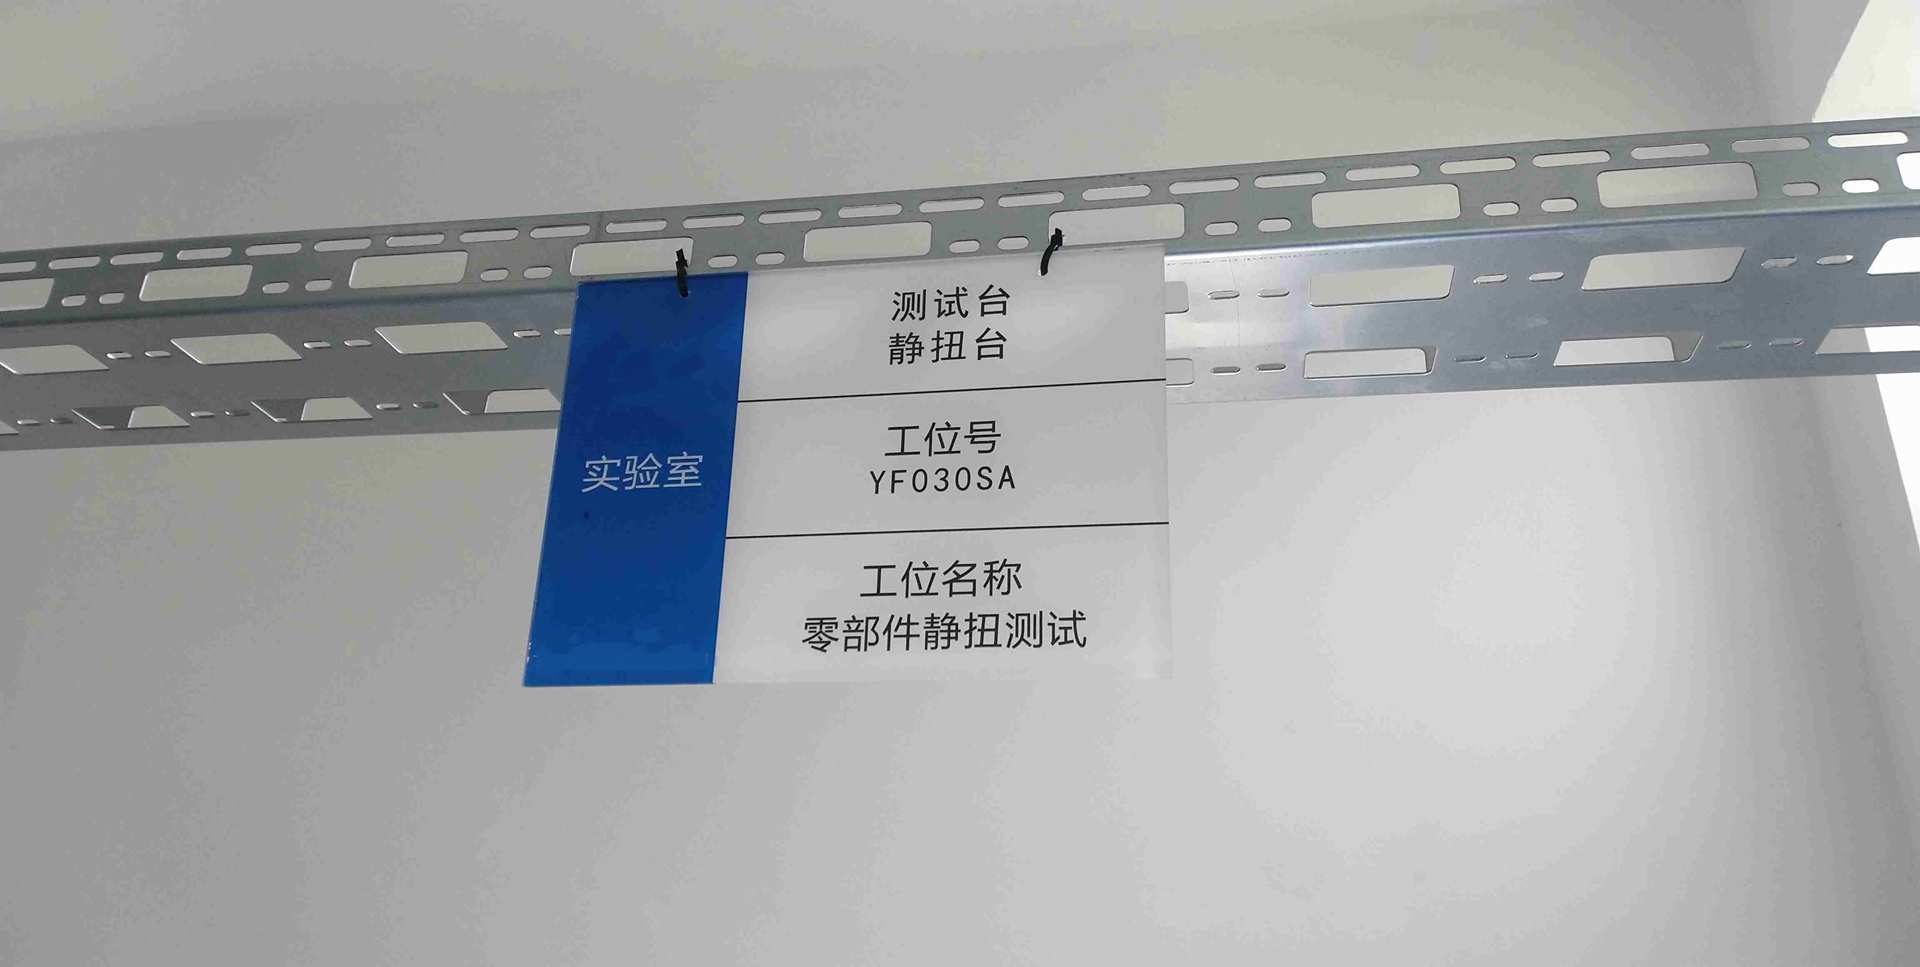 实验室
测试台
静扭台
工位号
YF030SA
工位名称
零部件静扭测试